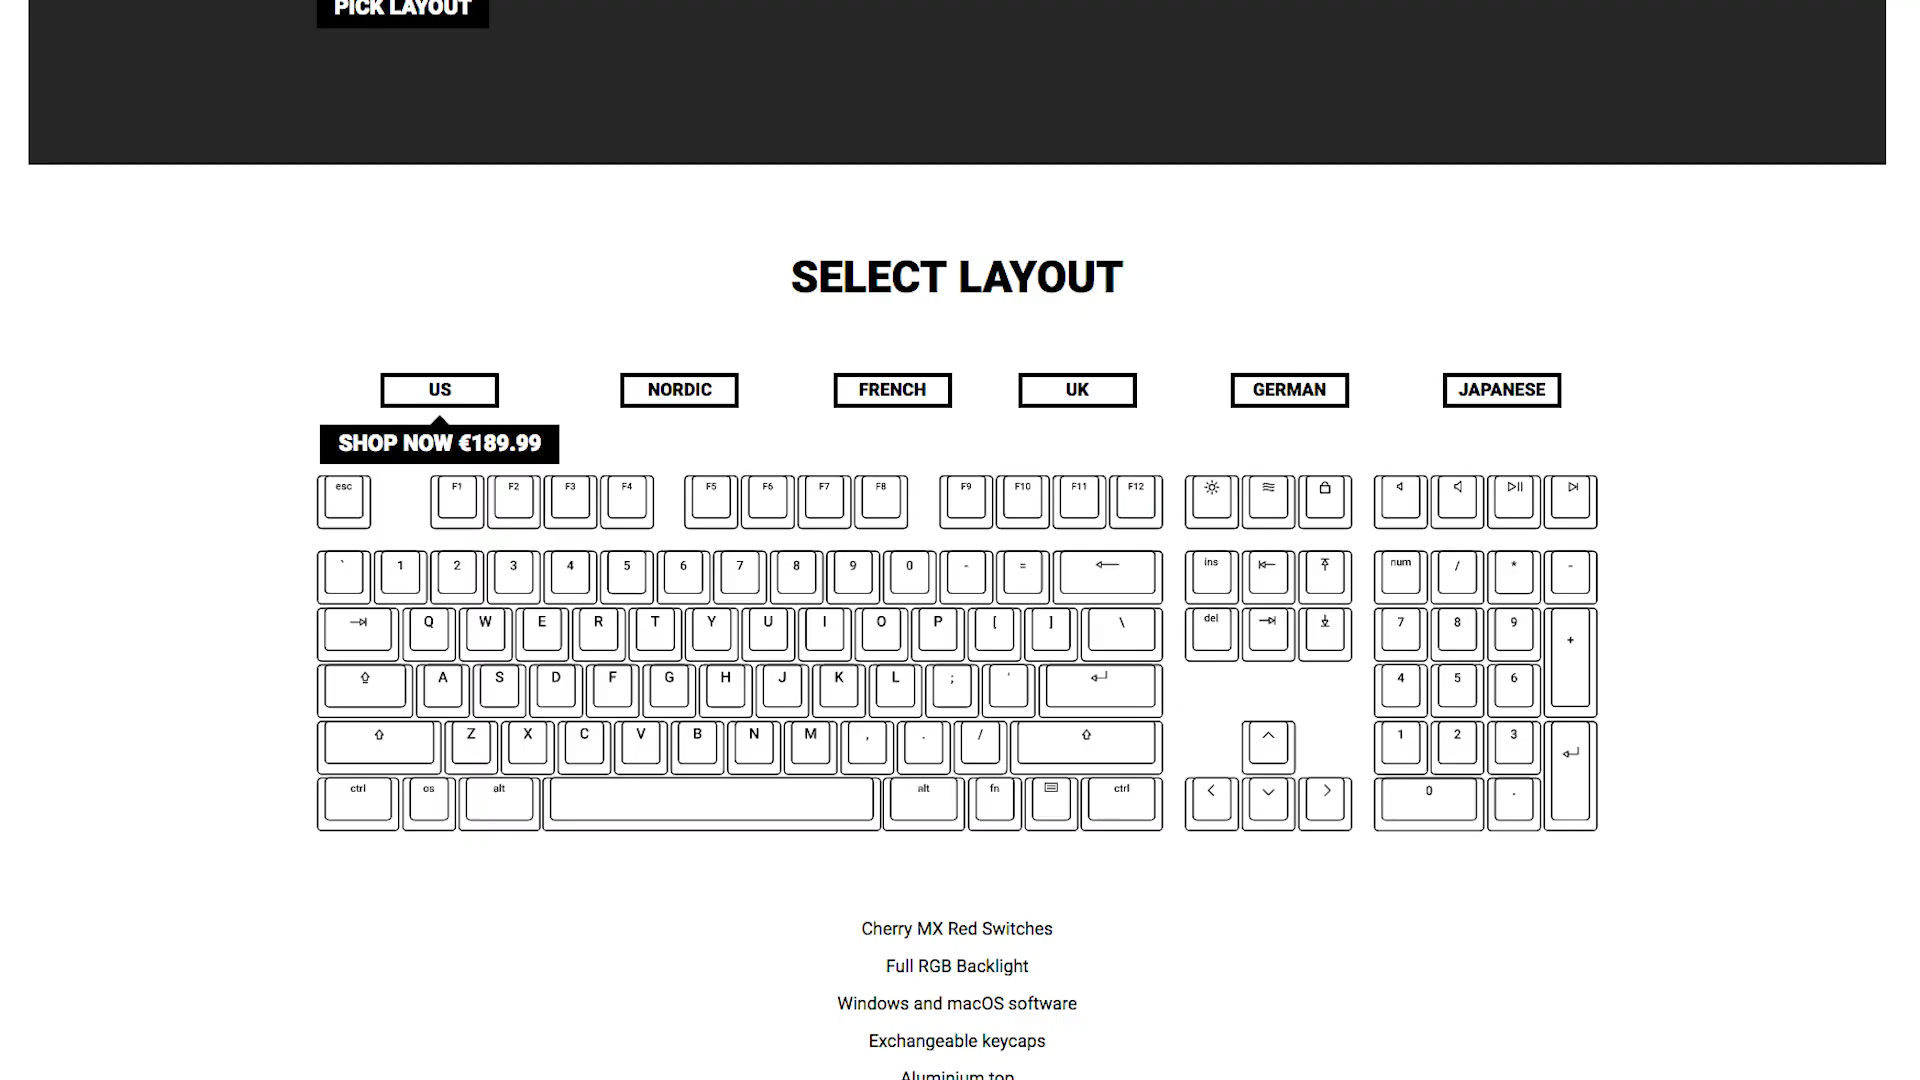 PICK LAYOUT
SELECT LAYOUT
US NORDIC FRENCH UK GERMAN JAPANESE
SHOP NOW €189.99
esc F1 F2 F3 F4 F5 F6 F7 F8 F9 F10 F11 F12
` 1 2 3 4 5 6 7 8 9 0 - = ins num / * -
Q W E R T Y U I O P [ ] \ del 7 8 9 +
A S D F G H J K L ; ' 4 5 6
Z X C V B N M , . / 1 2 3
ctrl os alt alt fn ctrl 0 .
Cherry MX Red Switches
Full RGB Backlight
Windows and macOS software
Exchangeable keycaps
Aluminium top